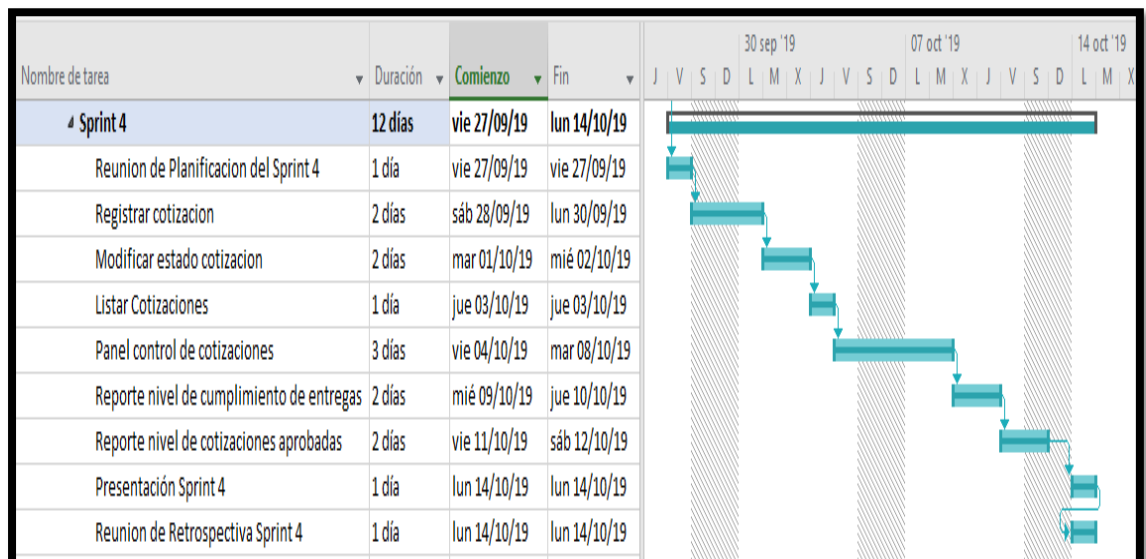 30 sep '19 07 oct '19 14 oct '19
Nombre de tarea Duración Comienzo Fin J V S D L M X J V S D L M X J V S D L M X
Sprint 4 12 días vie 27/09/19 lun 14/10/19
Reunion de Planificacion del Sprint 4 1 día vie 27/09/19 vie 27/09/19
Registrar cotizacion 2 días sáb 28/09/19 lun 30/09/19
Modificar estado cotizacion 2 días mar 01/10/19 mié 02/10/19
Listar Cotizaciones 1 día jue 03/10/19 jue 03/10/19
Panel control de cotizaciones 3 días vie 04/10/19 mar 08/10/19
Reporte nivel de cumplimiento de entregas 2 días mié 09/10/19 jue 10/10/19
Reporte nivel de cotizaciones aprobadas 2 días vie 11/10/19 sáb 12/10/19
Presentación Sprint 4 1 día lun 14/10/19 lun 14/10/19
Reunion de Retrospectiva Sprint 4 1 día lun 14/10/19 lun 14/10/19